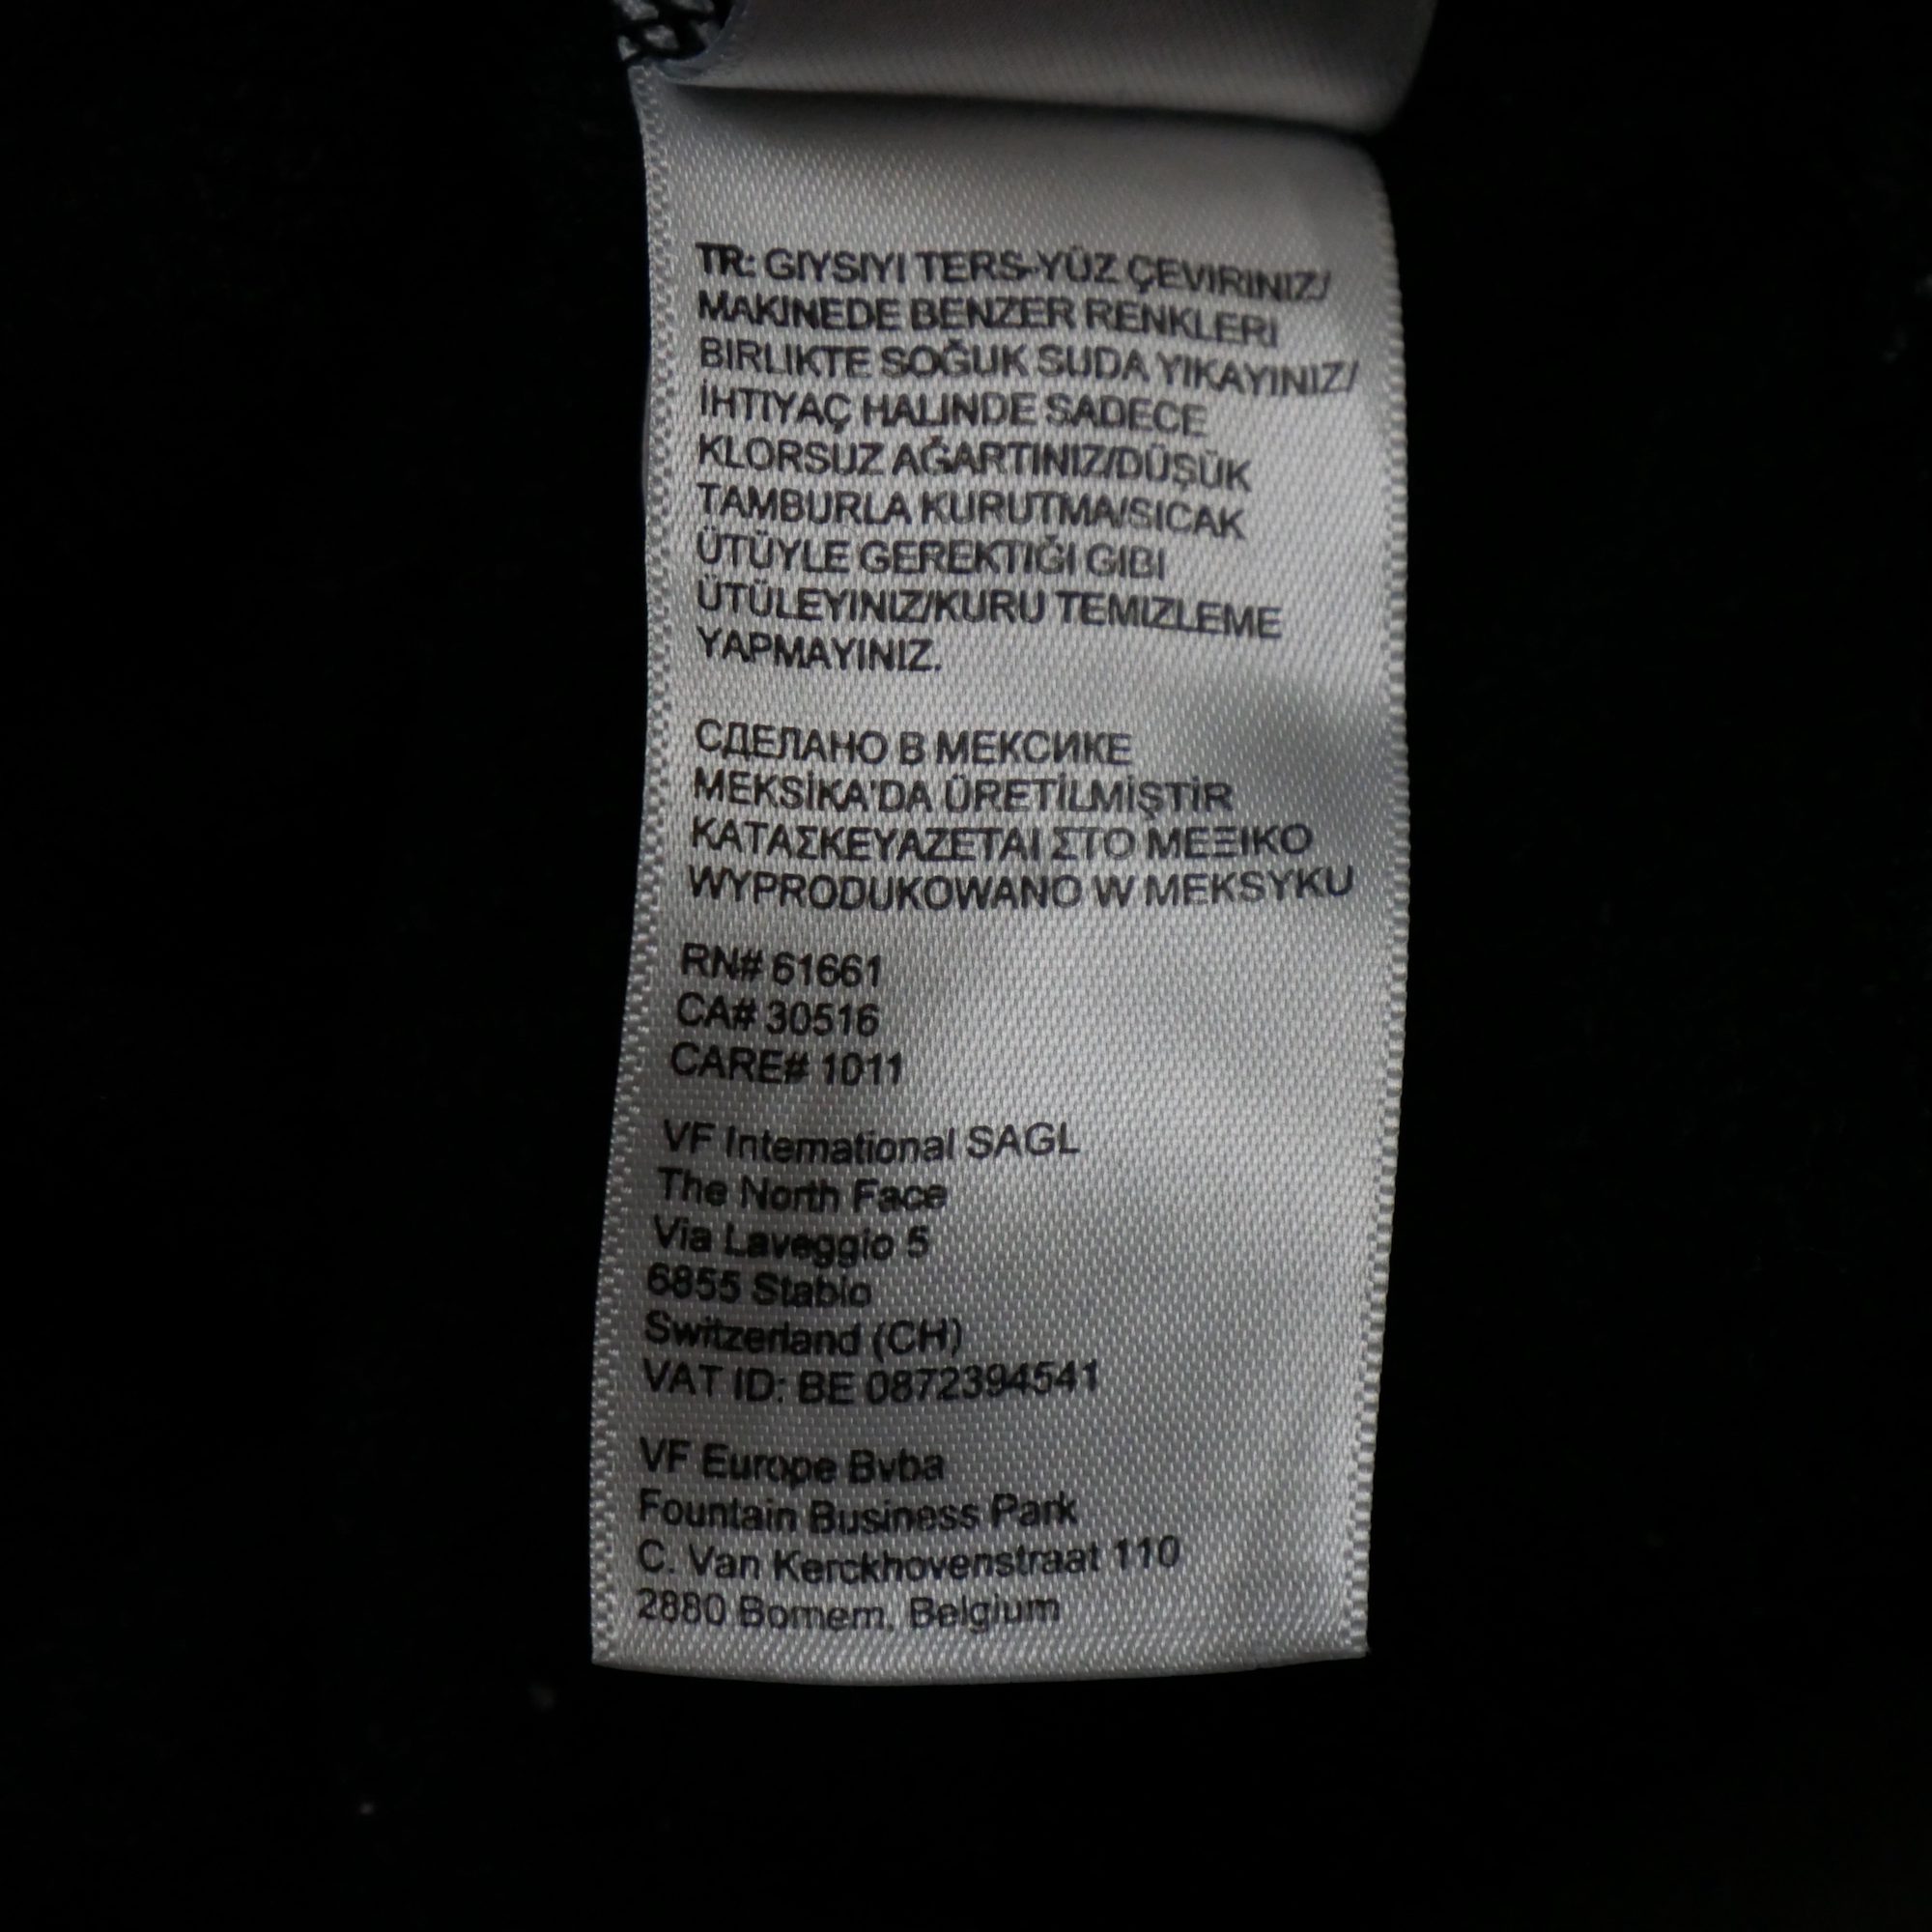 TR: GIYSIYI TERS-YÜZ ÇEVIRINIZ/
MAKINEDE BENZER RENKLERI
BIRLIKTE SOĞUK SUDA YIKAYINIZ/
İHTIYAÇ HALINDE SADECE
KLORSUZ AĞARTINIZ/DÜŞÜK
TAMBURLA KURUTMA/SICAK
ÜTÜYLE GEREKTIĞI GIBI
ÜTÜLEYINIZ/KURU TEMIZLEME
YAPMAYINIZ.
СДЕЛАНО В МЕКСИКЕ
MEKSİKA'DA ÜRETİLMİŞTİR
ΚΑΤΑΣΚΕΥΑΖΕΤΑΙ ΣΤΟ ΜΕΞΙΚΟ
WYPRODUKOWANO W MEKSYKU
RN# 61661
CA# 30516
CARE# 1011
VF International SAGL
The North Face
Via Laveggio 5
6855 Stabio
Switzerland (CH)
VAT ID: BE 0872394541
VF Europe Bvba
Fountain Business Park
C. Van Kerckhovenstraat 110
2880 Bornem, Belgium